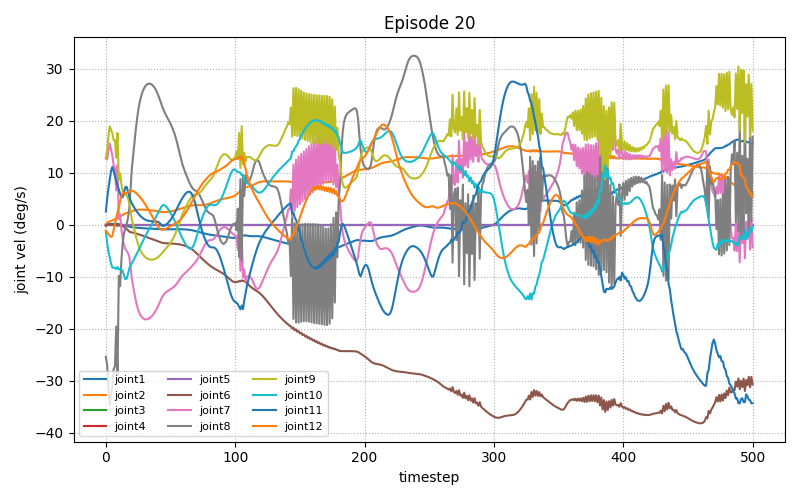 Episode 20
joint vel (deg/s)
30
20
10
0
−10
−20
−30
−40
joint1
joint2
joint3
joint4
joint5
joint6
joint7
joint8
joint9
joint10
joint11
joint12
0
100
200
300
400
500
timestep